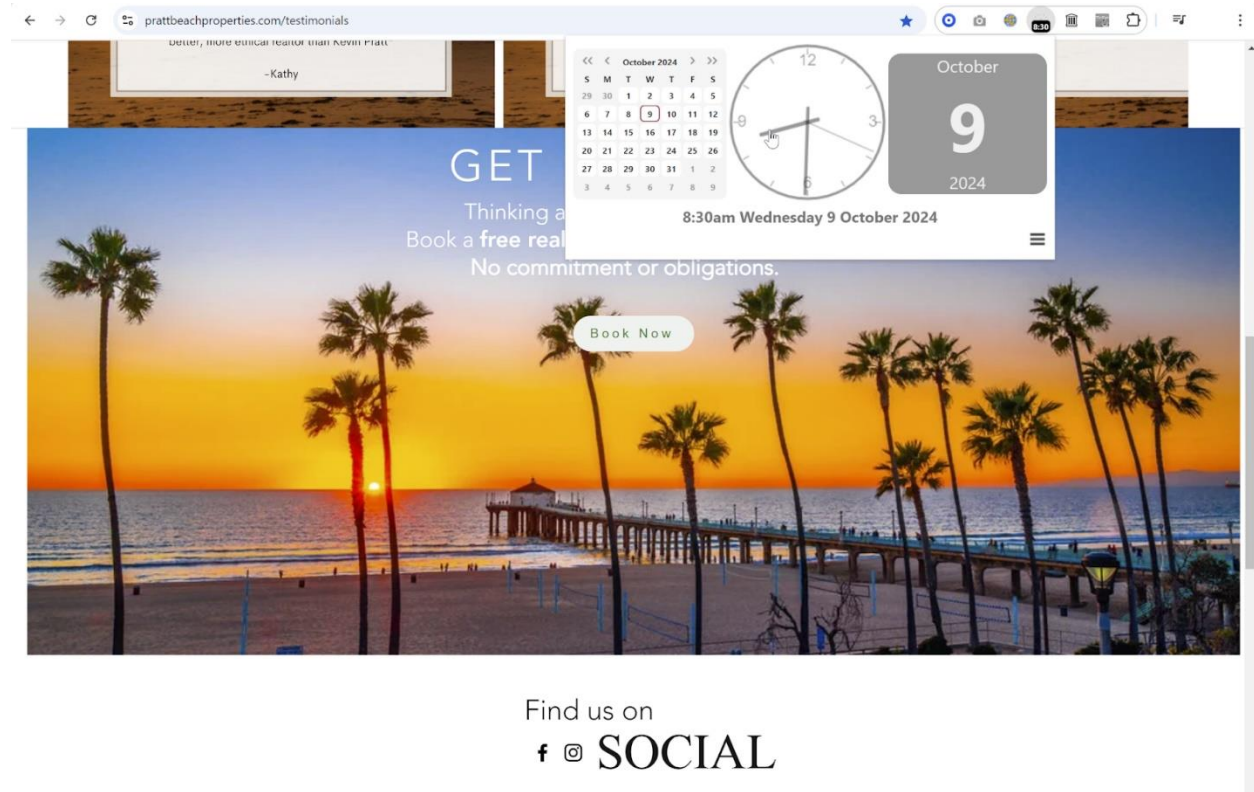 prattbeachproperties.com/testimonials
8:30
better, more ethical realtor than Kevin Pratt
~Kathy
<< < October 2024 > >>
S M T W T F S
29 30 1 2 3 4 5
6 7 8 9 10 11 12
13 14 15 16 17 18 19
20 21 22 23 24 25 26
27 28 29 30 31 1 2
3 4 5 6 7 8 9
12
9 3
6
October
9
2024
8:30am Wednesday 9 October 2024
GET
Thinking a
Book a free real
No commitment or obligations.
Book Now
Find us on
SOCIAL